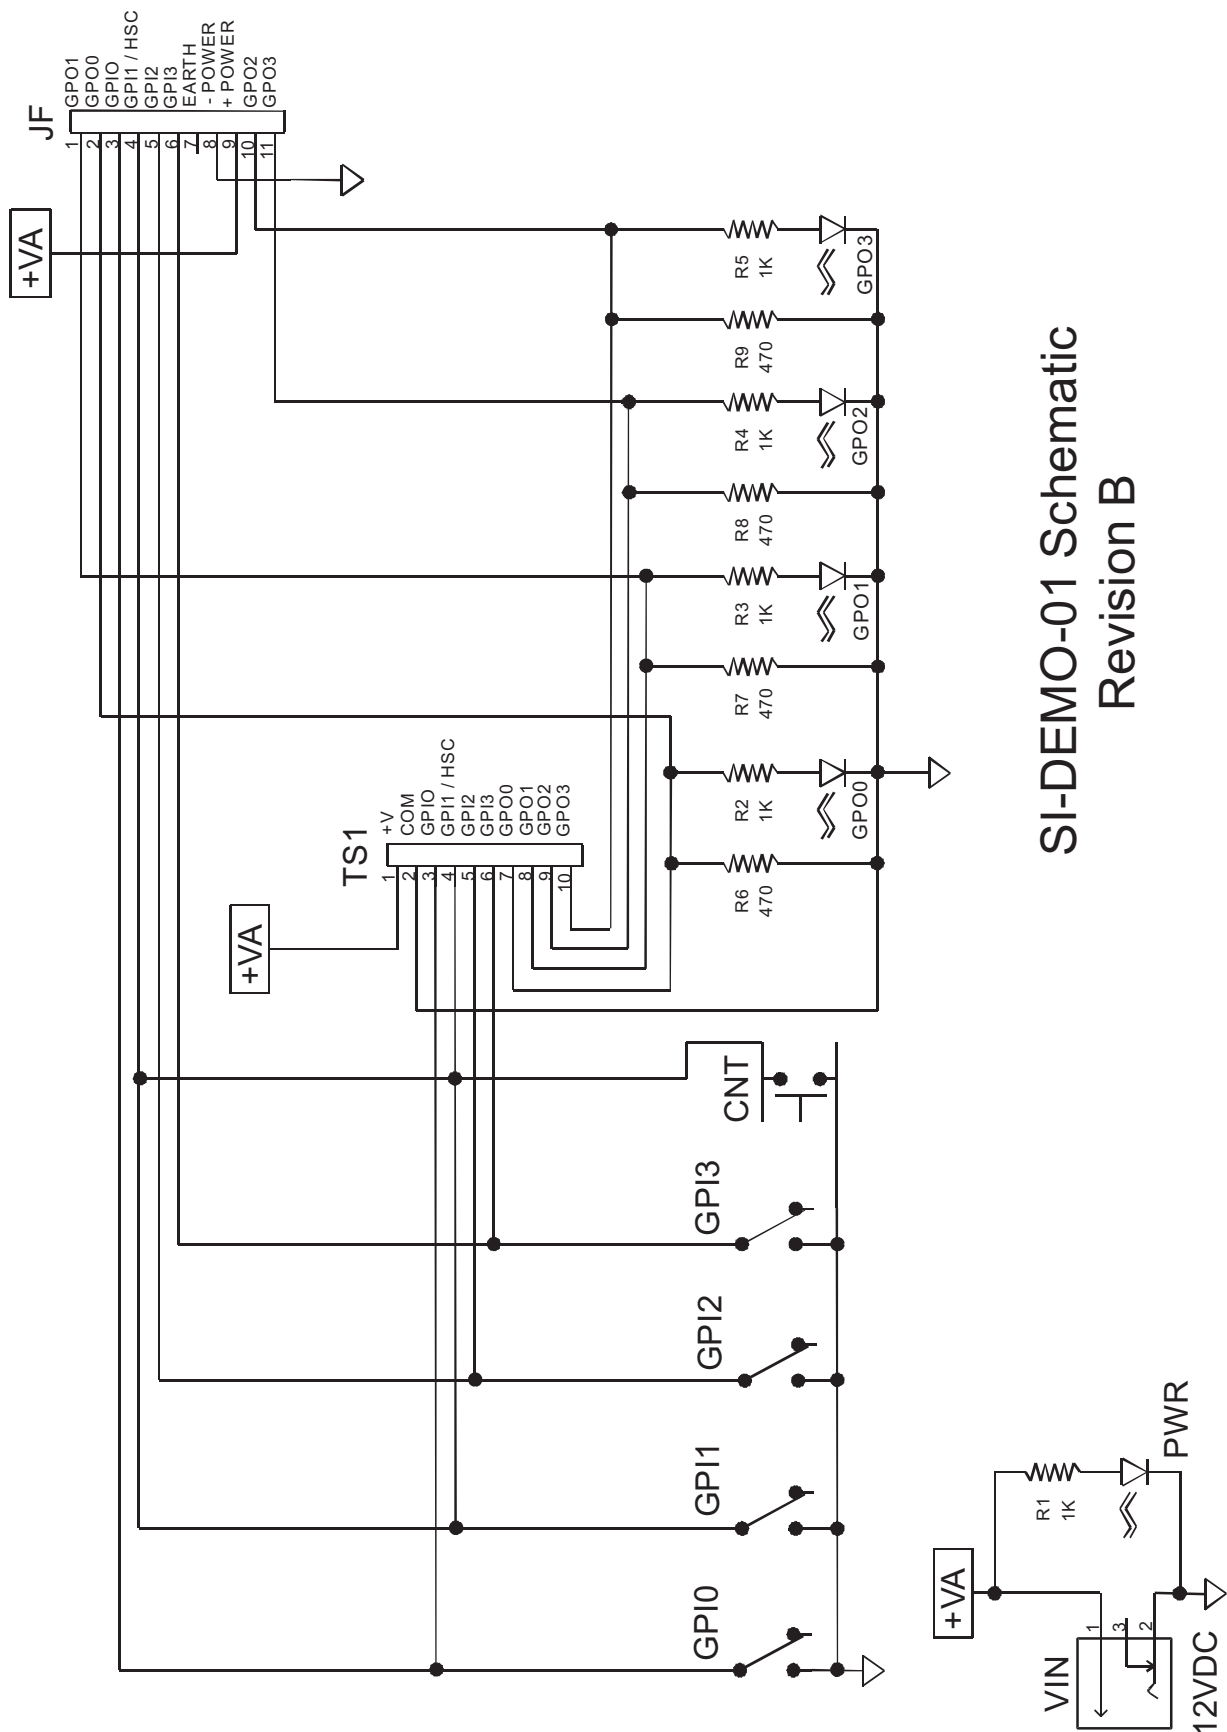 JF
1
2
3
4
5
6
7
8
9
10
11
GPO1
GPO0
GPIO
GPI1 / HSC
GPI2
GPI3
EARTH
- POWER
+ POWER
GPO2
GPO3
+VA
R5
1K
GPO3
R9
470
R4
1K
GPO2
R8
470
R3
1K
GPO1
R7
470
R2
1K
GPO0
R6
470
TS1
1
2
3
4
5
6
7
8
9
10
+V
COM
GPIO
GPI1 / HSC
GPI2
GPI3
GPO0
GPO1
GPO2
GPO3
+VA
CNT
GPI3
GPI2
GPI1
GPI0
+VA
VIN
1
3
2
12VDC
R1
1K
PWR
SI-DEMO-01 Schematic
Revision B